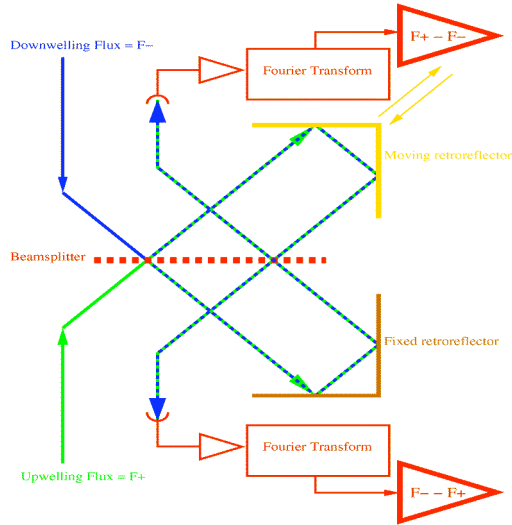 Downwelling Flux = F−
Fourier Transform
F+ − F−
Moving retroreflector
Beamsplitter
Fixed retroreflector
Fourier Transform
Upwelling Flux = F+
F− − F+